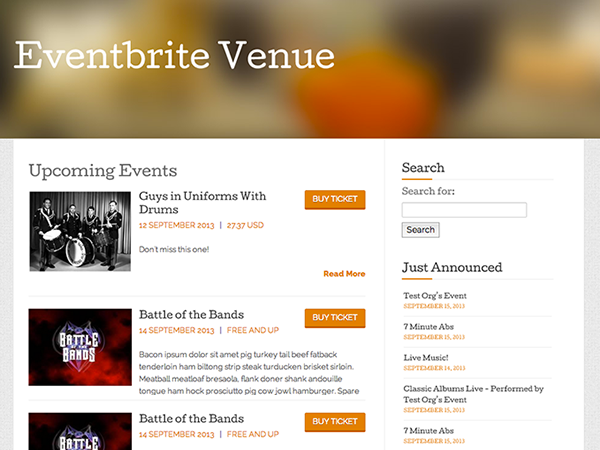 Eventbrite Venue
Upcoming Events
Guys in Uniforms With
Drums
12 SEPTEMBER 2013 | 27.37 USD
BUY TICKET
Don't miss this one!
Read More
BATTLE
THE
BANDS
Battle of the Bands
14 SEPTEMBER 2013 | FREE AND UP
BUY TICKET
Bacon ipsum dolor sit amet pig turkey tail beef fatback
tenderloin ham biltong strip steak turducken brisket sirloin.
Meatball meatloaf bresaola, flank doner shank andouille
tongue ham hock prosciutto pig cow jowl hamburger. Spare
BATTLE
Battle of the Bands
14 SEPTEMBER 2013 | FREE AND UP
BUY TICKET
Search
Search for:
Search
Just Announced
Test Org's Event
SEPTEMBER 15, 2013
7 Minute Abs
SEPTEMBER 15, 2013
Live Music!
SEPTEMBER 14, 2013
Classic Albums Live - Performed by
Test Org's Event
SEPTEMBER 15, 2013
7 Minute Abs
SEPTEMBER 15, 2013